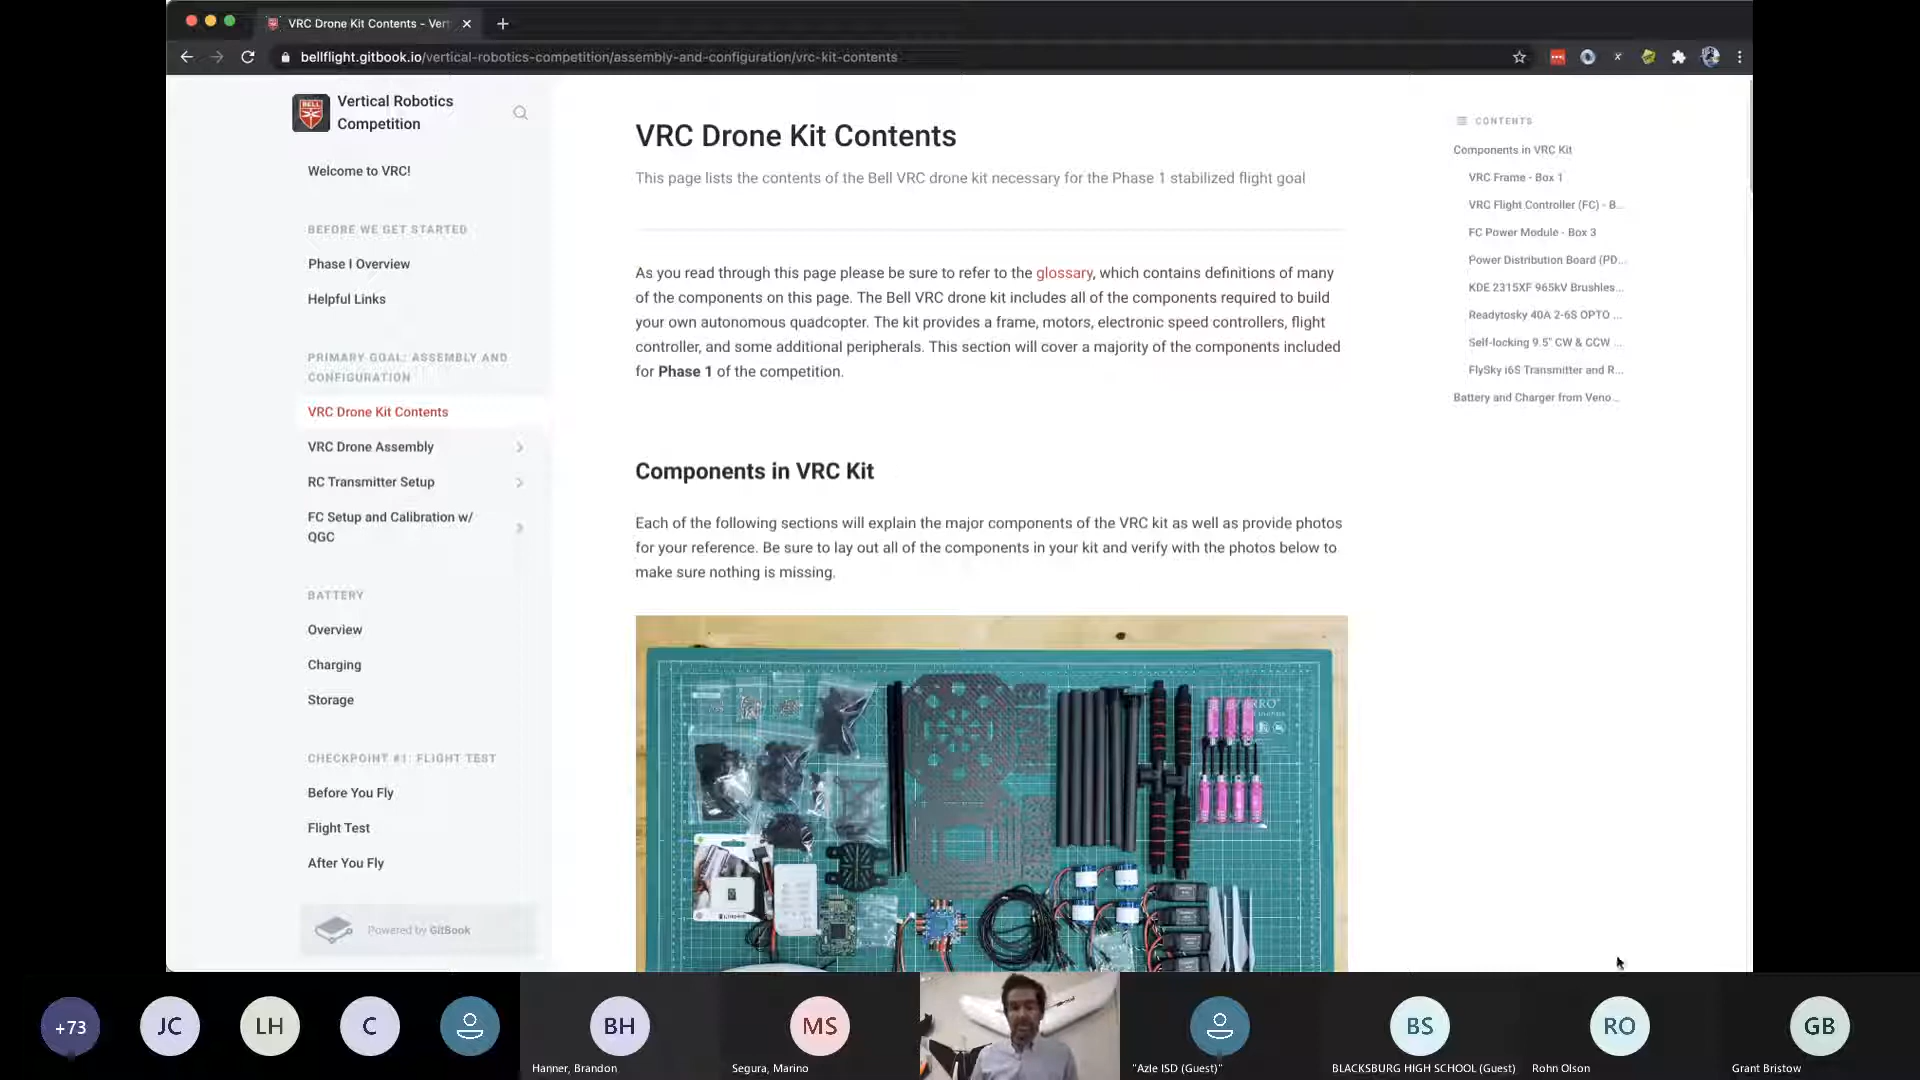 VRC Drone Kit Contents - Vert
bellflight.gitbook.io/vertical-robotics-competition/assembly-and-configuration/vrc-kit-contents
BELL
Vertical Robotics
Competition
Welcome to VRC!
BEFORE WE GET STARTED
Phase I Overview
Helpful Links
PRIMARY GOAL: ASSEMBLY AND
CONFIGURATION
VRC Drone Kit Contents
VRC Drone Assembly
RC Transmitter Setup
FC Setup and Calibration w/
QGC
BATTERY
Overview
Charging
Storage
CHECKPOINT #1: FLIGHT TEST
Before You Fly
Flight Test
After You Fly
Powered by GitBook
VRC Drone Kit Contents
This page lists the contents of the Bell VRC drone kit necessary for the Phase 1 stabilized flight goal
As you read through this page please be sure to refer to the glossary, which contains definitions of many
of the components on this page. The Bell VRC drone kit includes all of the components required to build
your own autonomous quadcopter. The kit provides a frame, motors, electronic speed controllers, flight
controller, and some additional peripherals. This section will cover a majority of the components included
for Phase 1 of the competition.
Components in VRC Kit
Each of the following sections will explain the major components of the VRC kit as well as provide photos
for your reference. Be sure to lay out all of the components in your kit and verify with the photos below to
make sure nothing is missing.
CONTENTS
Components in VRC Kit
VRC Frame - Box 1
VRC Flight Controller (FC) - B...
FC Power Module - Box 3
Power Distribution Board (PD...
KDE 2315XF 965kV Brushles...
Readytosky 40A 2-6S OPTO ...
Self-locking 9.5" CW & CCW ...
FlySky i6S Transmitter and R...
Battery and Charger from Veno...
+73
JC
LH
C
BH
MS
BS
RO
GB
Hanner, Brandon
Segura, Marino
"Azle ISD (Guest)"
BLACKSBURG HIGH SCHOOL (Guest)
Rohn Olson
Grant Bristow